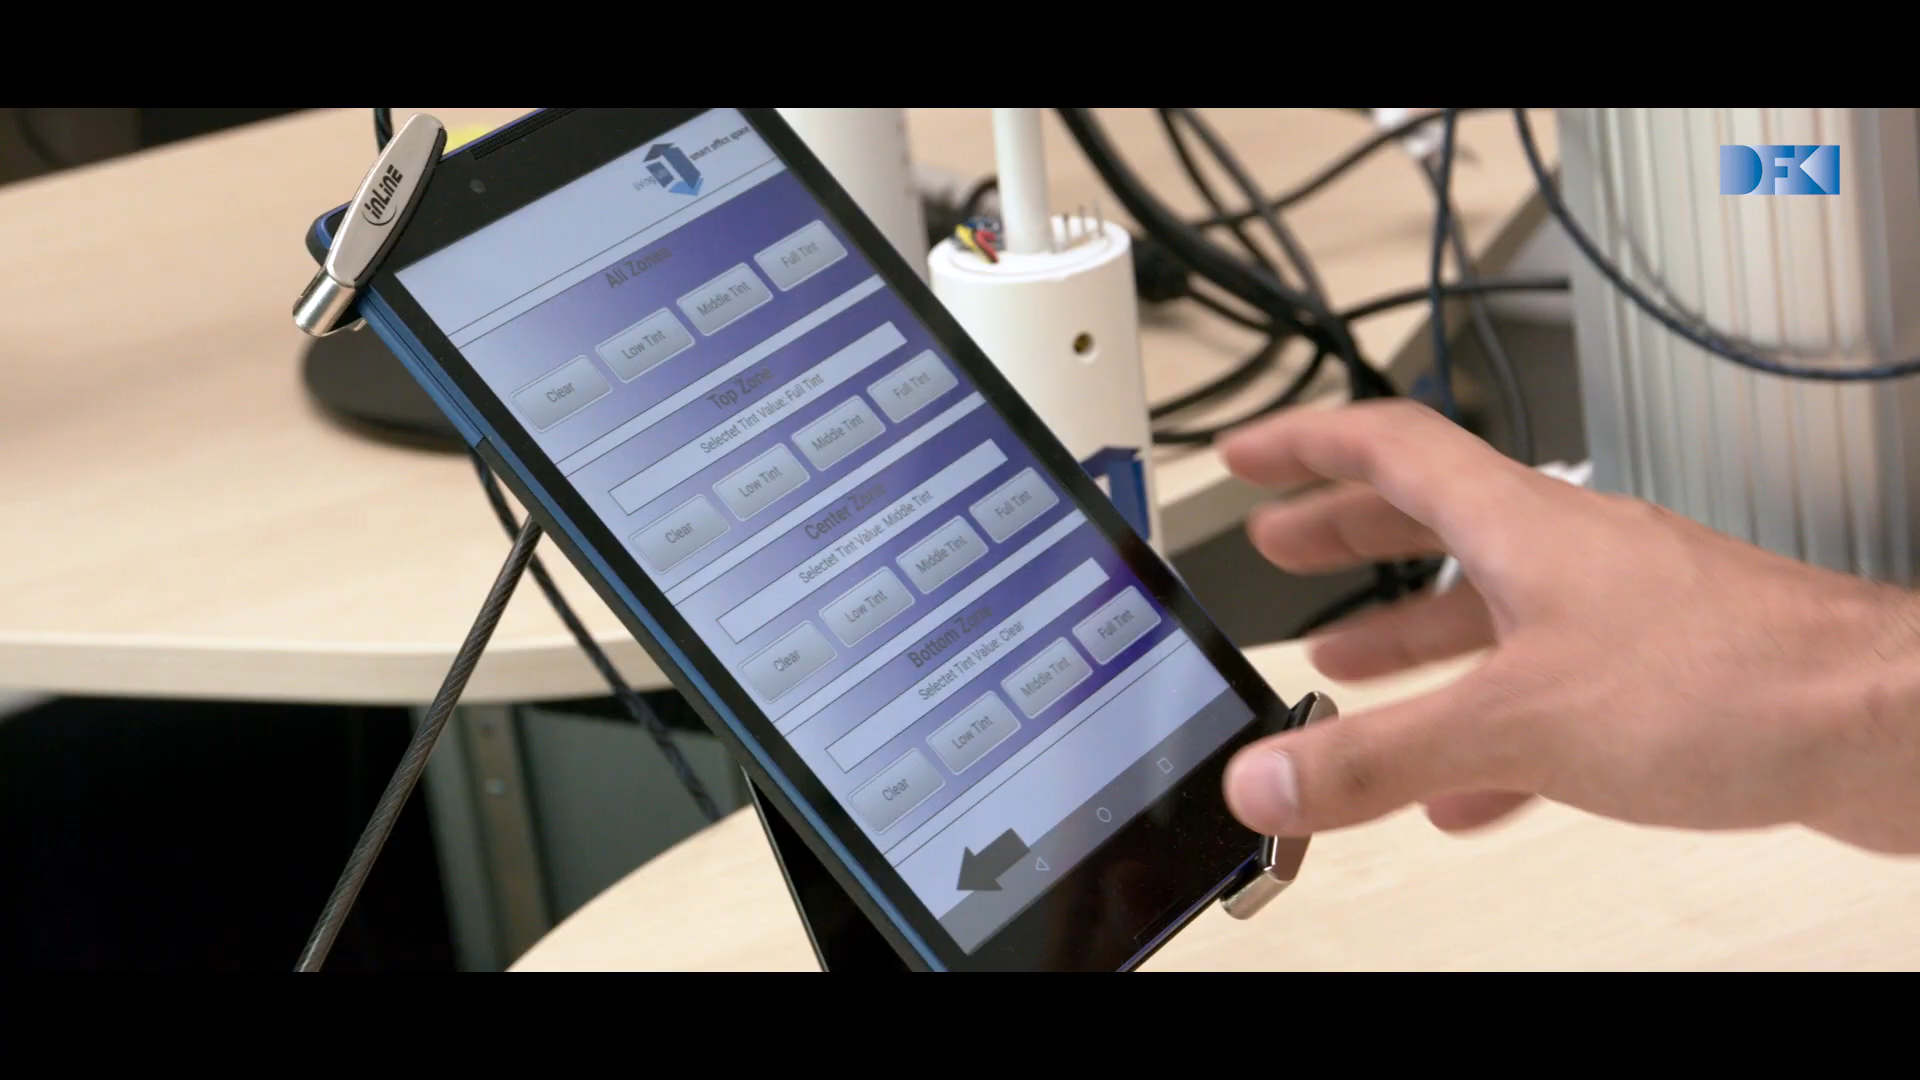 DFKI
inLine
living lab
smart office space
All Zones
Clear
Low Tint
Middle Tint
Full Tint
Top Zone
Selectet Tint Value: Full Tint
Clear
Low Tint
Middle Tint
Full Tint
Center Zone
Selectet Tint Value: Middle Tint
Clear
Low Tint
Middle Tint
Full Tint
Bottom Zone
Selectet Tint Value: Clear
Clear
Low Tint
Middle Tint
Full Tint